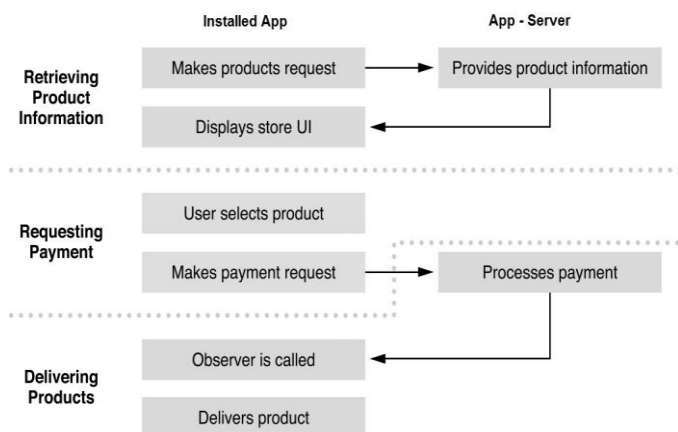 Installed App
App - Server
Retrieving
Product
Information
Makes products request
Provides product information
Displays store UI
Requesting
Payment
User selects product
Makes payment request
Processes payment
Delivering
Products
Observer is called
Delivers product